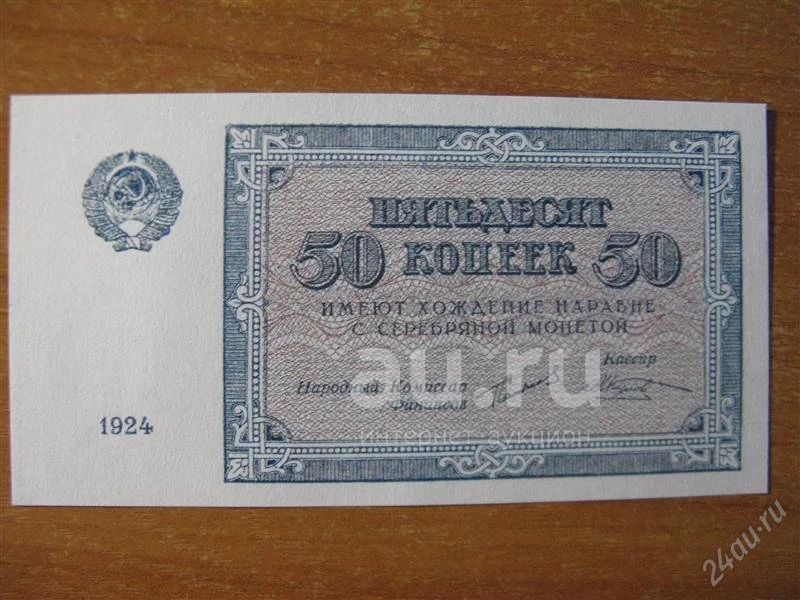 ПЯТЬДЕСЯТ
50 КОПЕЕК 50
ИМЕЮТ ХОЖДЕНИЕ НАРАВНЕ
С СЕРЕБРЯНОЙ МОНЕТОЙ
Кассир
Народный Комиссар
Финансов
1924
au.ru
интернет аукцион
24au.ru